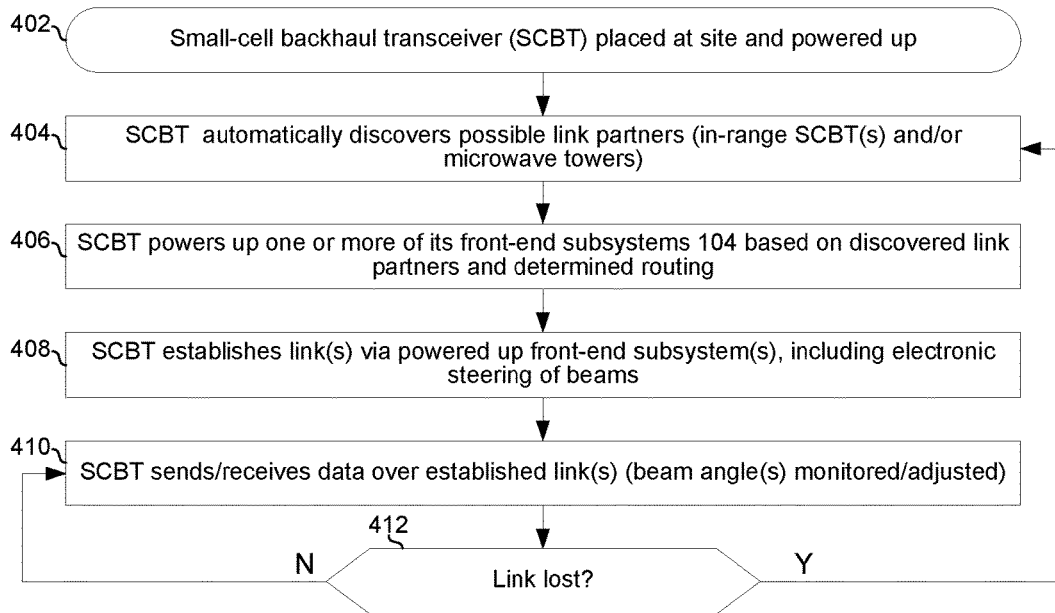 402
Small-cell backhaul transceiver (SCBT) placed at site and powered up
404
SCBT automatically discovers possible link partners (in-range SCBT(s) and/or
microwave towers)
406
SCBT powers up one or more of its front-end subsystems 104 based on discovered link
partners and determined routing
408
SCBT establishes link(s) via powered up front-end subsystem(s), including electronic
steering of beams
410
SCBT sends/receives data over established link(s) (beam angle(s) monitored/adjusted)
412
N
Link lost?
Y